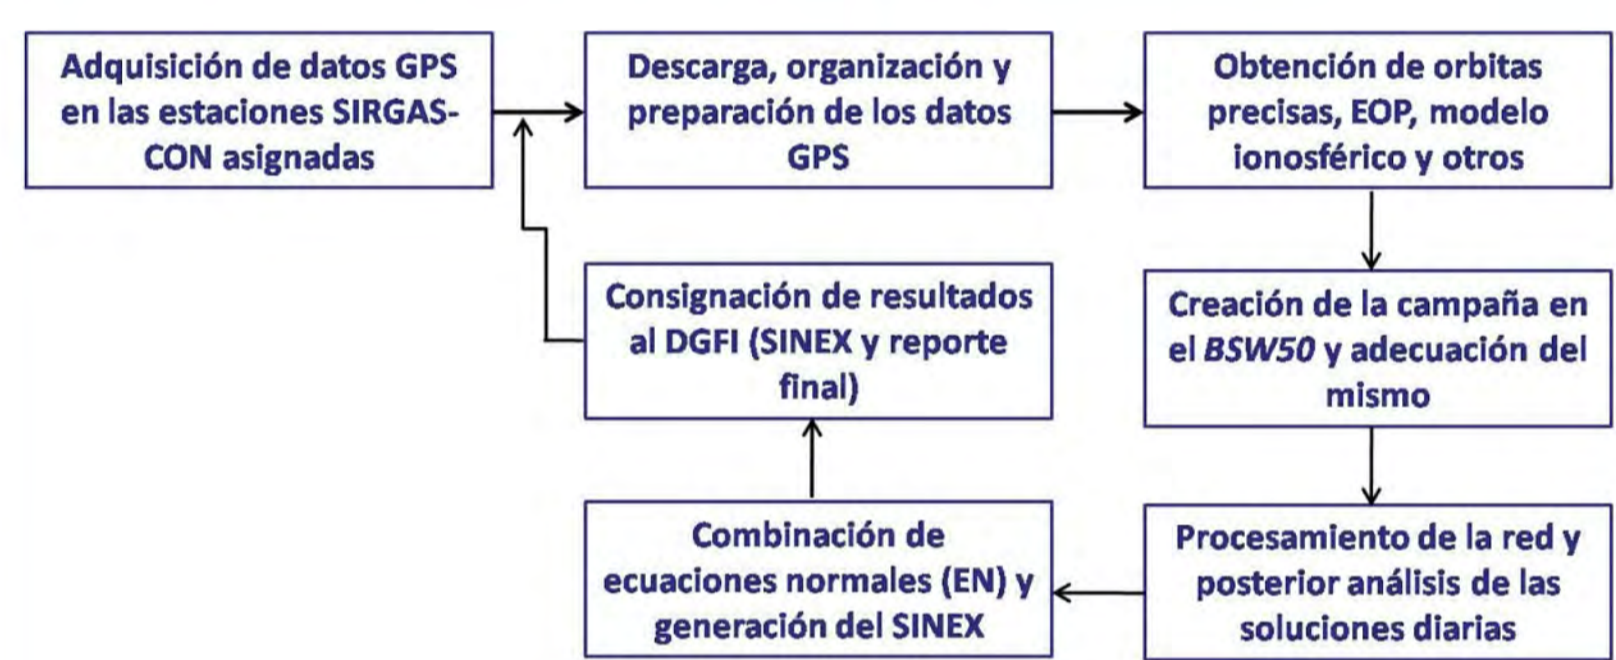 Adquisición de datos GPS
en las estaciones SIRGAS-
CON asignadas
Descarga, organización y
preparación de los datos
GPS
Obtención de orbitas
precisas, EOP, modelo
ionosférico y otros
Creación de la campaña en
el BSW50 y adecuación del
mismo
Procesamiento de la red y
posterior análisis de las
soluciones diarias
Combinación de
ecuaciones normales (EN) y
generación del SINEX
Consignación de resultados
al DGFI (SINEX y reporte
final)